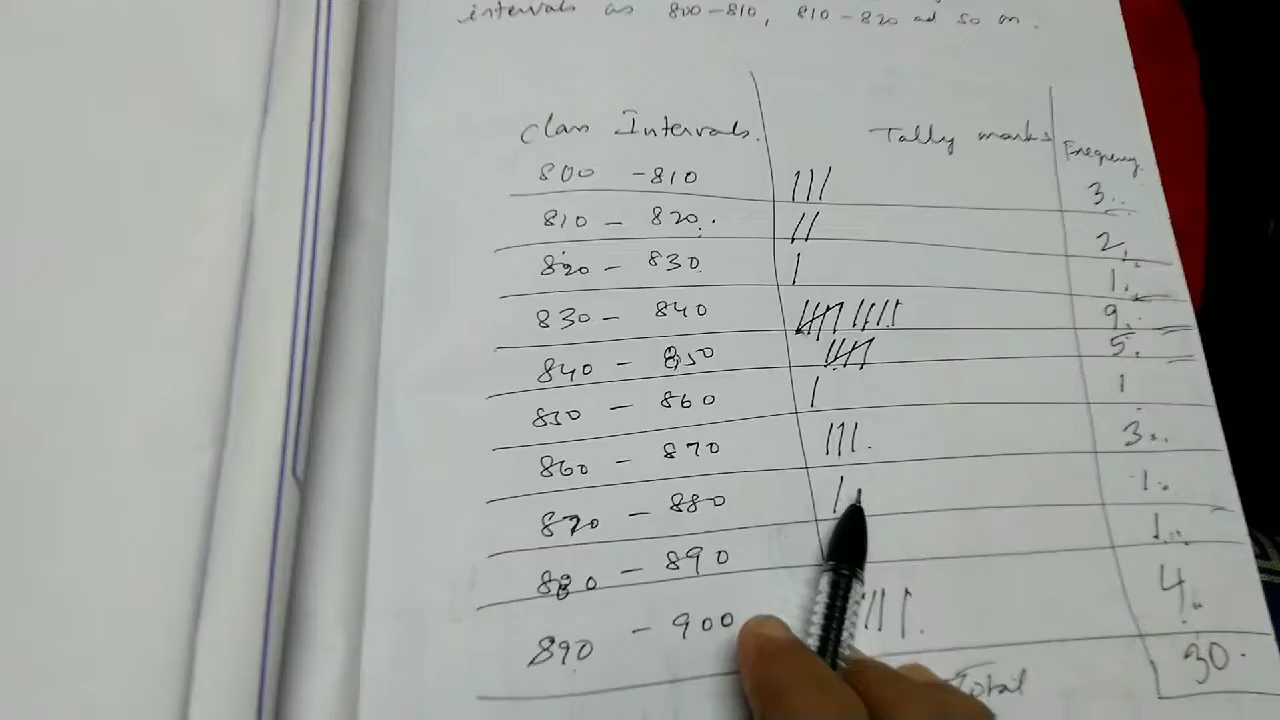 intervals as 800-810, 810-820 ad so on.
Class Intervals. Tally marks Frequency
800 - 810 ||| 3
810 - 820 || 2
820 - 830 | 1
830 - 840 |||| |||| 9
840 - 850 |||| 5
850 - 860 | 1
860 - 870 ||| 3
870 - 880 | 1
880 - 890 1
890 - 900 |||| 4
Total 30